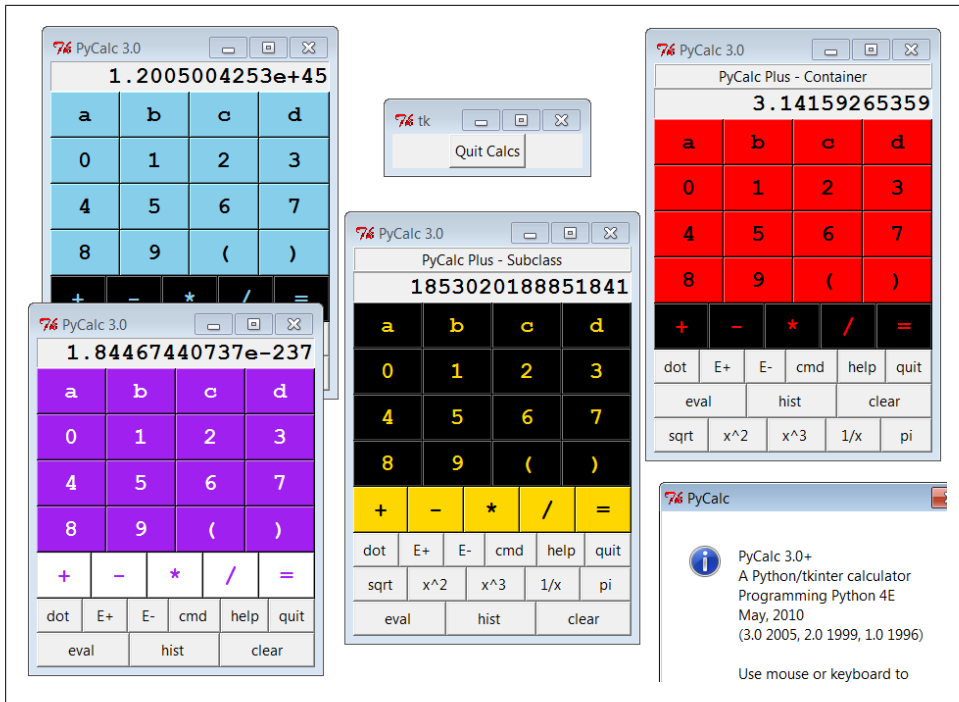 PyCalc 3.0
1.2005004253e+45
a b c d
0 1 2 3
4 5 6 7
8 9 ( )
+ - * / =
tk
Quit Calcs
PyCalc 3.0
PyCalc Plus - Container
3.14159265359
a b c d
0 1 2 3
4 5 6 7
8 9 ( )
+ - * / =
dot E+ E- cmd help quit
eval hist clear
sqrt x^2 x^3 1/x pi
PyCalc 3.0
PyCalc Plus - Subclass
1853020188851841
a b c d
0 1 2 3
4 5 6 7
8 9 ( )
+ - * / =
dot E+ E- cmd help quit
sqrt x^2 x^3 1/x pi
eval hist clear
PyCalc 3.0
1.84467440737e-237
a b c d
0 1 2 3
4 5 6 7
8 9 ( )
+ - * / =
dot E+ E- cmd help quit
eval hist clear
PyCalc
PyCalc 3.0+
A Python/tkinter calculator
Programming Python 4E
May, 2010
(3.0 2005, 2.0 1999, 1.0 1996)
Use mouse or keyboard to